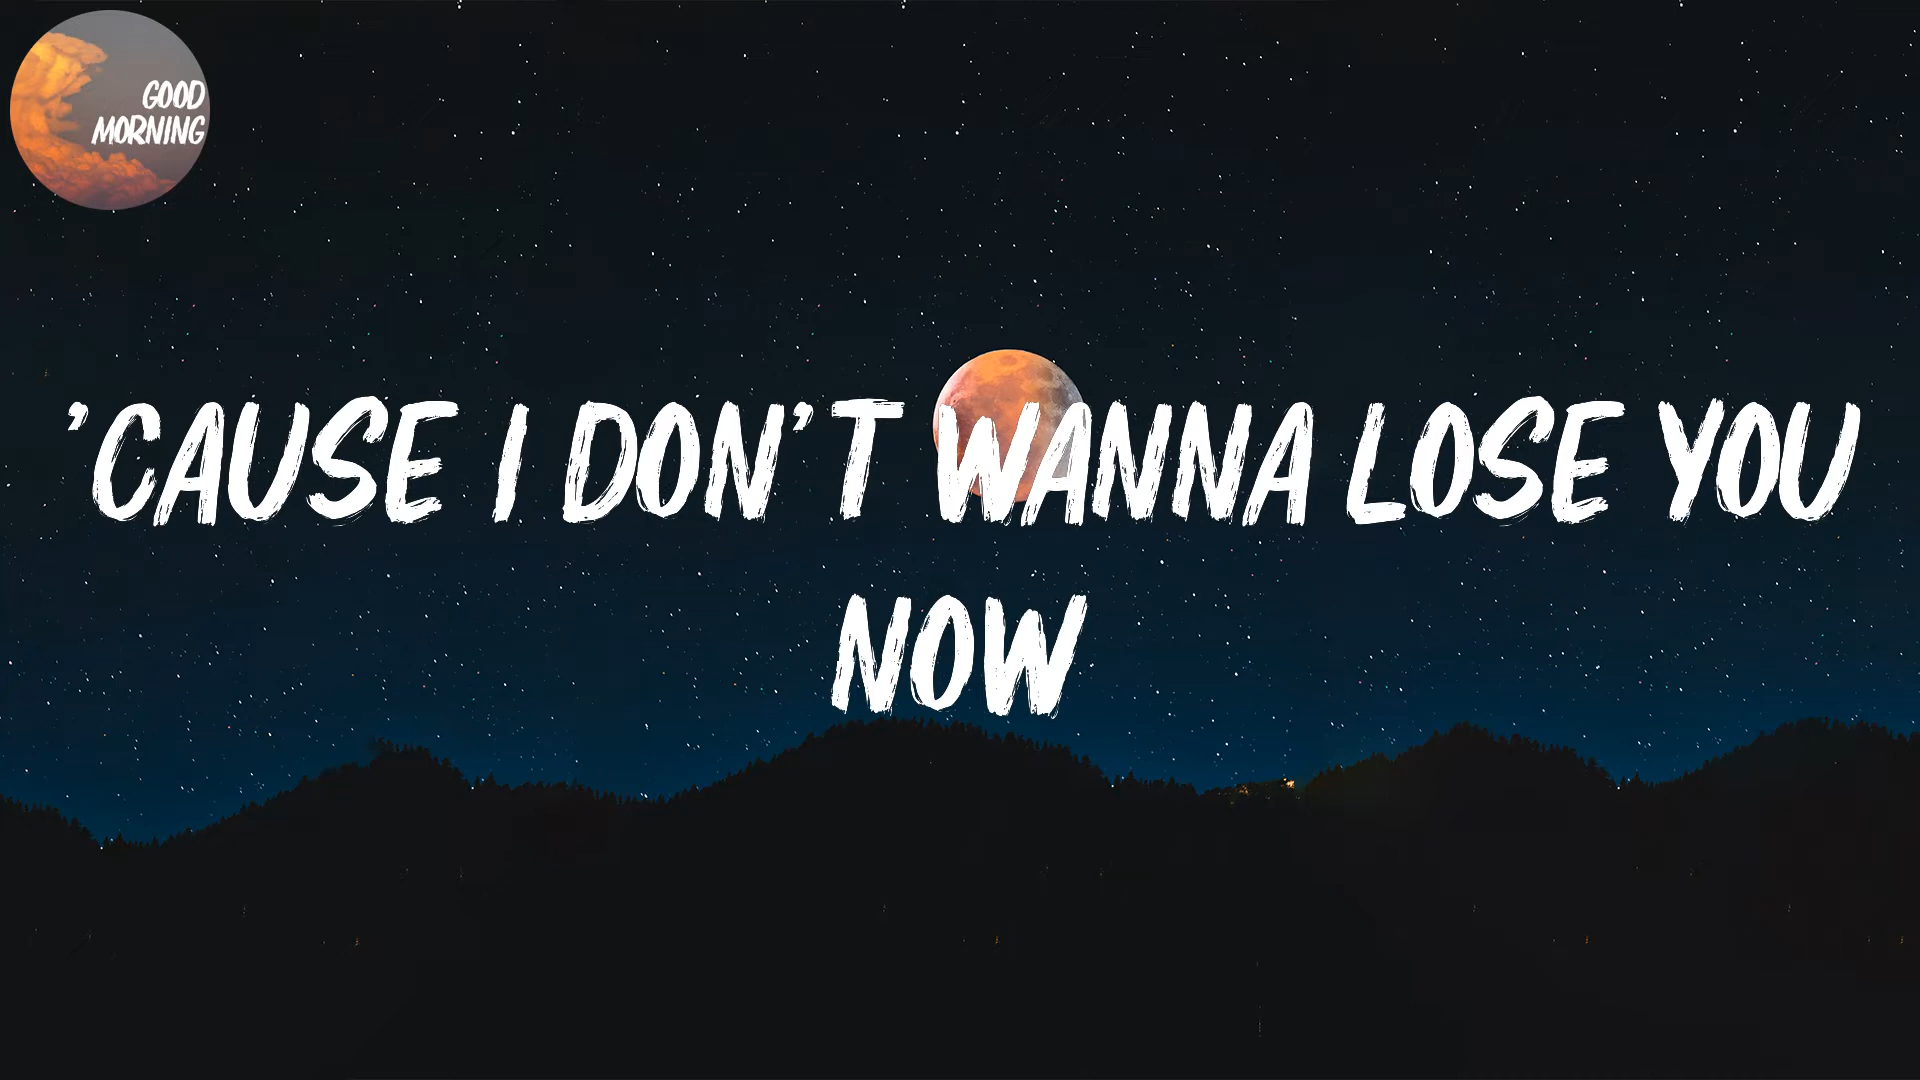 GOOD
MORNING
’CAUSE I DON’T WANNA LOSE YOU
NOW